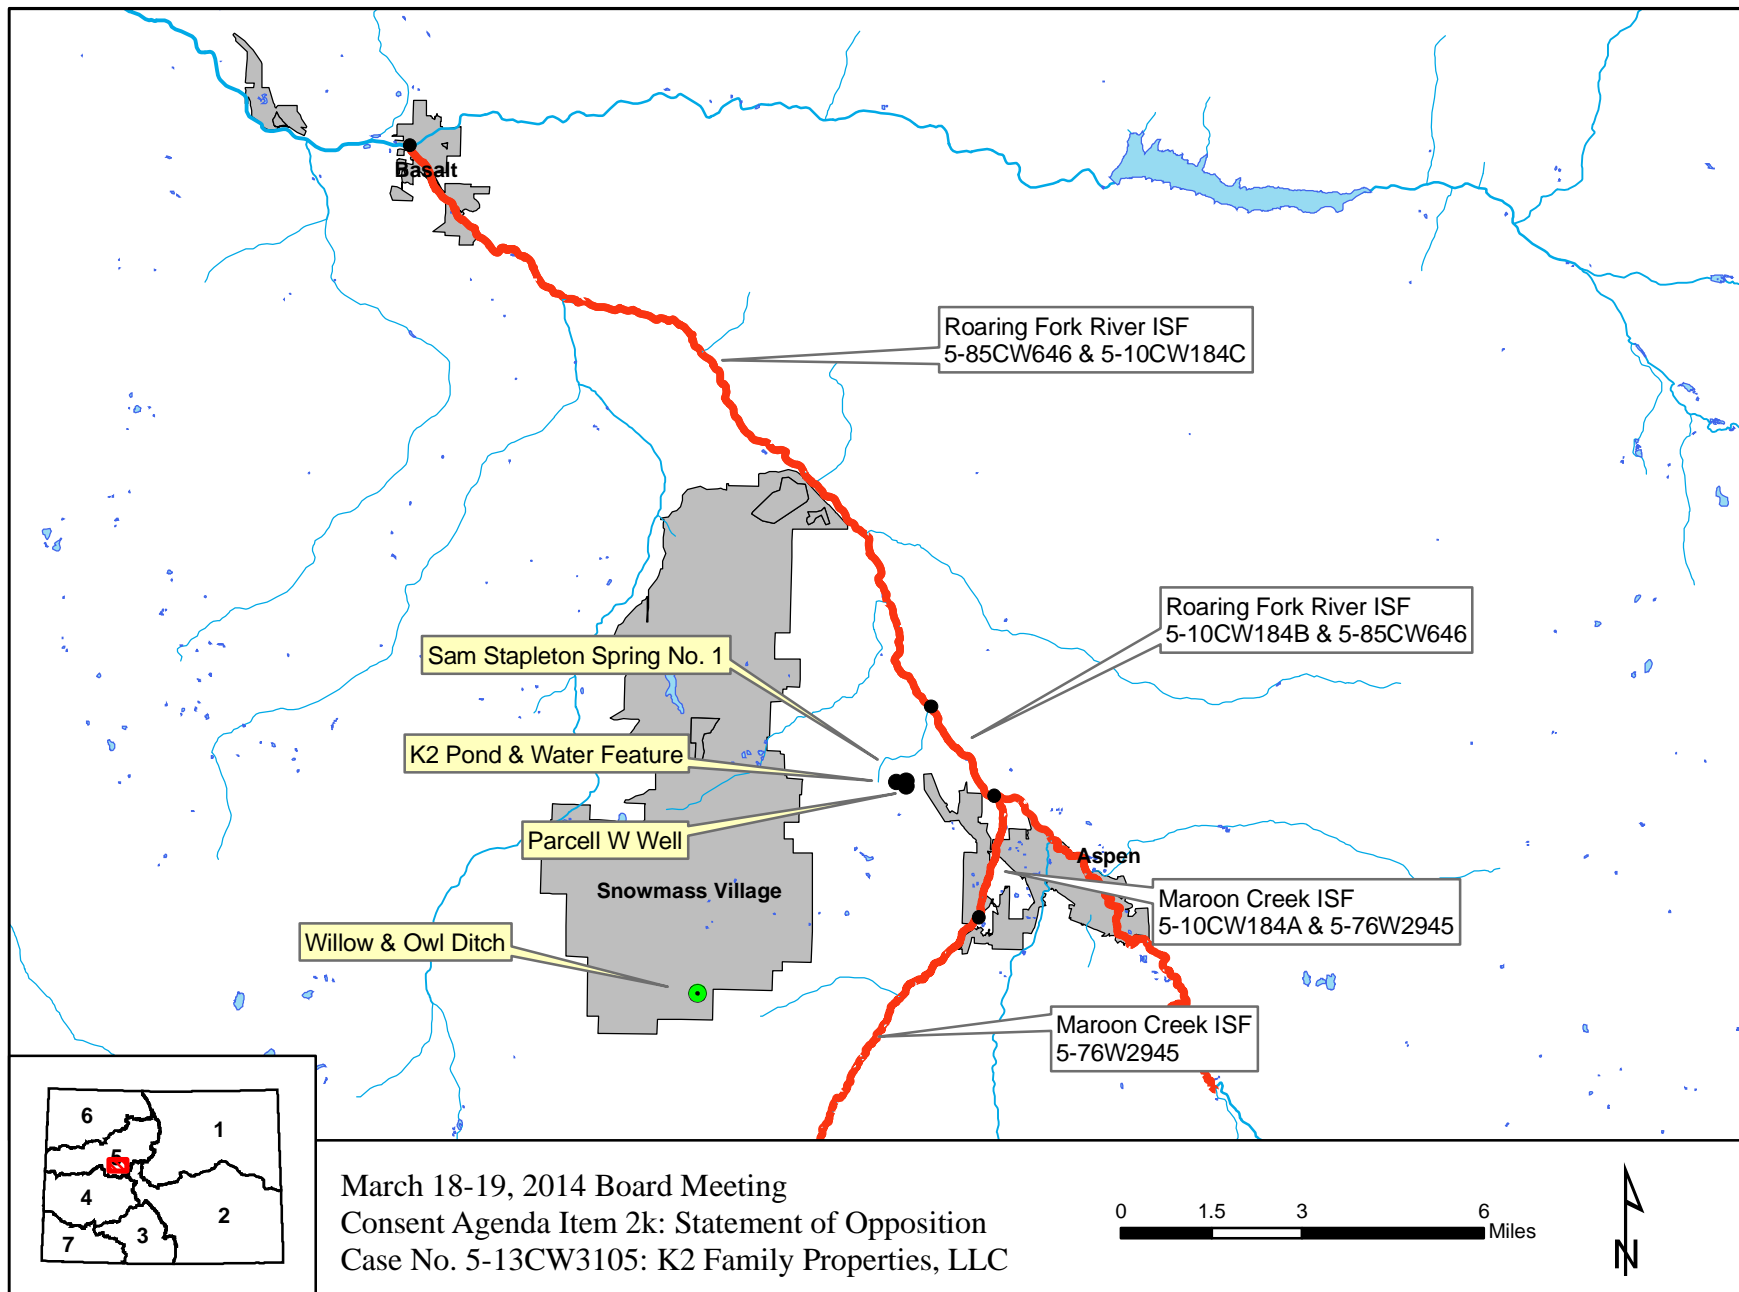 Basalt
Roaring Fork River ISF
5-85CW646 & 5-10CW184C
Roaring Fork River ISF
5-10CW184B & 5-85CW646
Sam Stapleton Spring No. 1
K2 Pond & Water Feature
Parcell W Well
Aspen
Snowmass Village
Maroon Creek ISF
5-10CW184A & 5-76W2945
Willow & Owl Ditch
Maroon Creek ISF
5-76W2945
6
1
5
4
2
3
7
March 18-19, 2014 Board Meeting
Consent Agenda Item 2k: Statement of Opposition
Case No. 5-13CW3105: K2 Family Properties, LLC
0 1.5 3 6
Miles
N